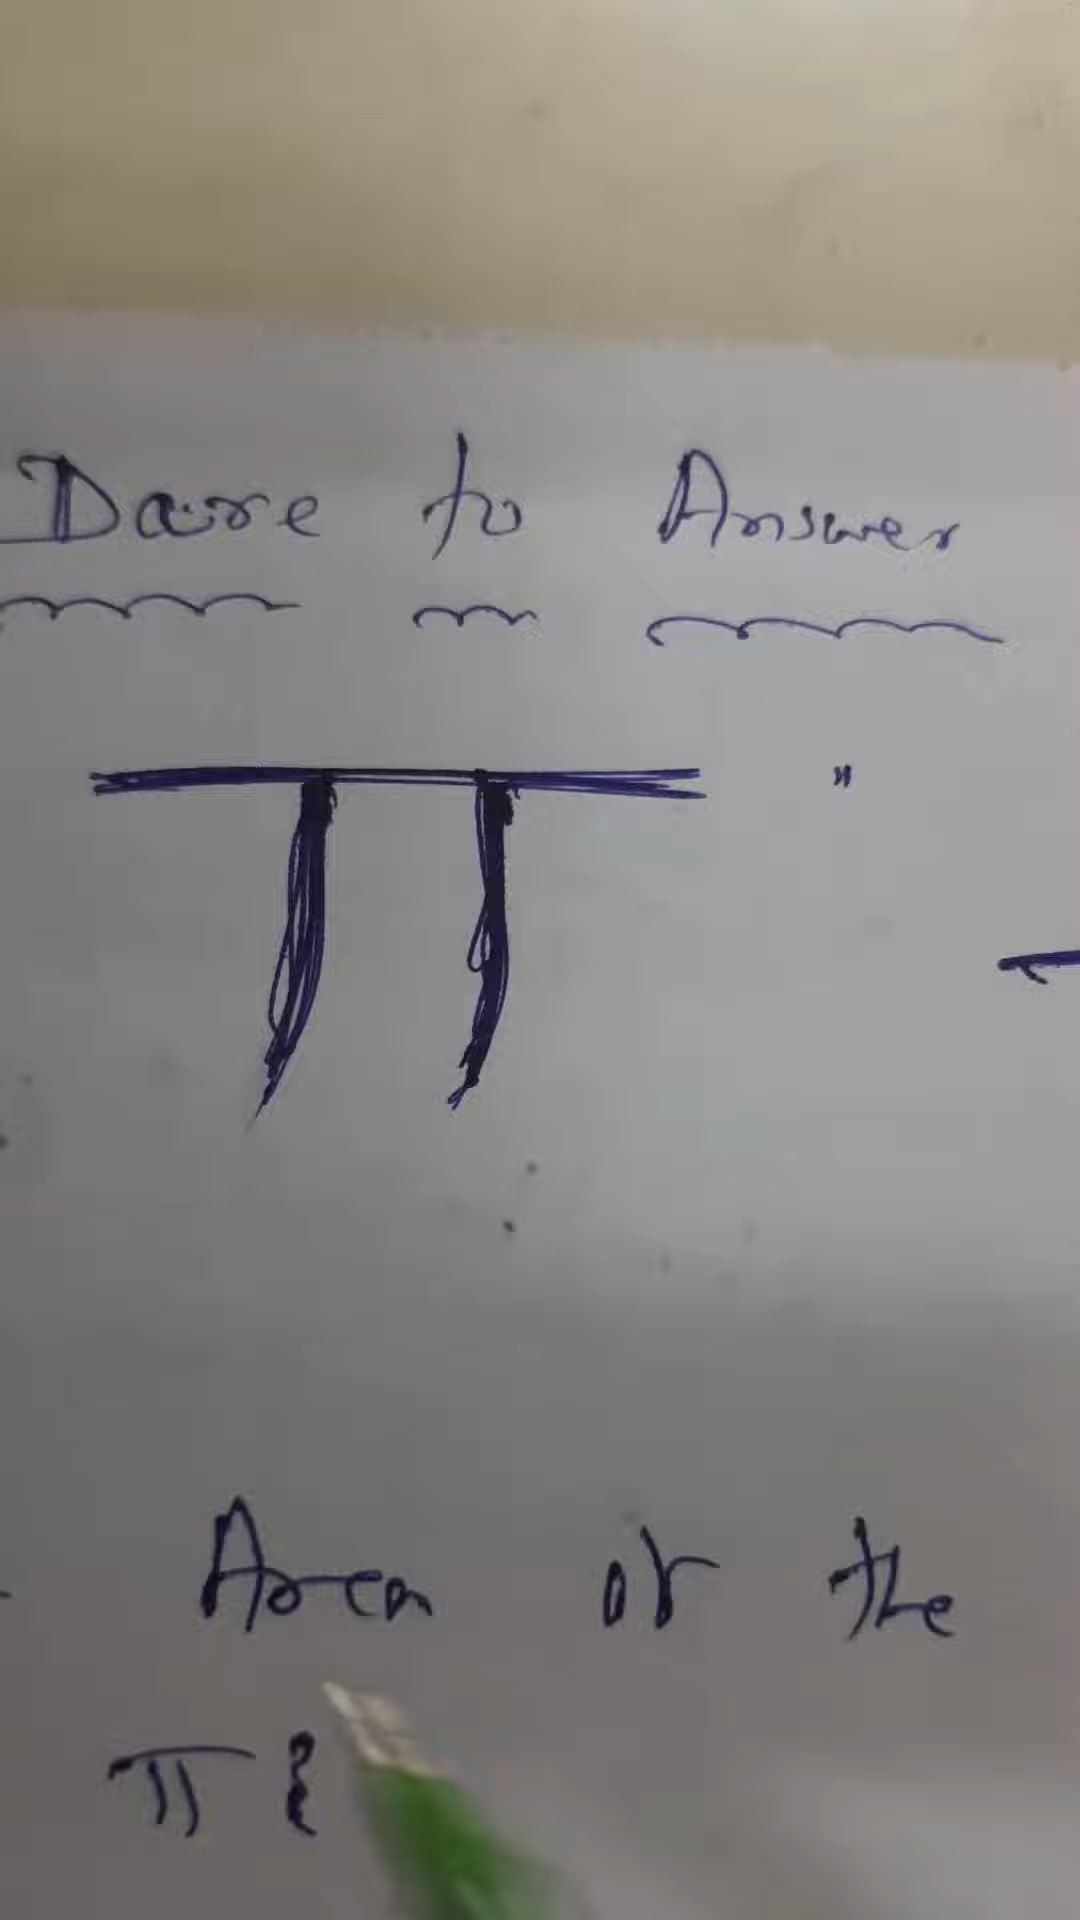 Dare to Answer
π "
Area of the
π {